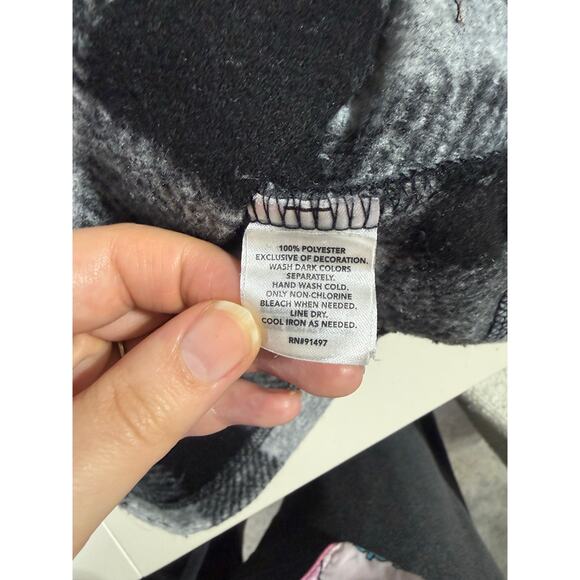 100% POLYESTER
EXCLUSIVE OF DECORATION.
WASH DARK COLORS
SEPARATELY.
HAND WASH COLD.
ONLY NON-CHLORINE
BLEACH WHEN NEEDED.
LINE DRY.
COOL IRON AS NEEDED.
RN#91497